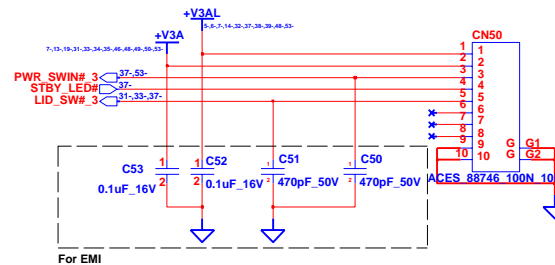 +V3AL
5-,6-,7-,14-,32-,37-,38-,39-,48-,53-
+V3A
7-,13-,19-,31-,33-,34-,35-,46-,48-,49-,50-,53-
CN50
PWR_SWIN#_3 37-,53-
STBY_LED# 37-
LID_SW#_3 31-,33-,37-
1 1
2 2
3 3
4 4
5 5
6 6
7 7
8 8
9 9 G G1
10 10 G G2
ACES_88746_100N_10
C53 1 2 0.1uF_16V
C52 1 2 0.1uF_16V
C51 1 2 470pF_50V
C50 1 2 470pF_50V
For EMI